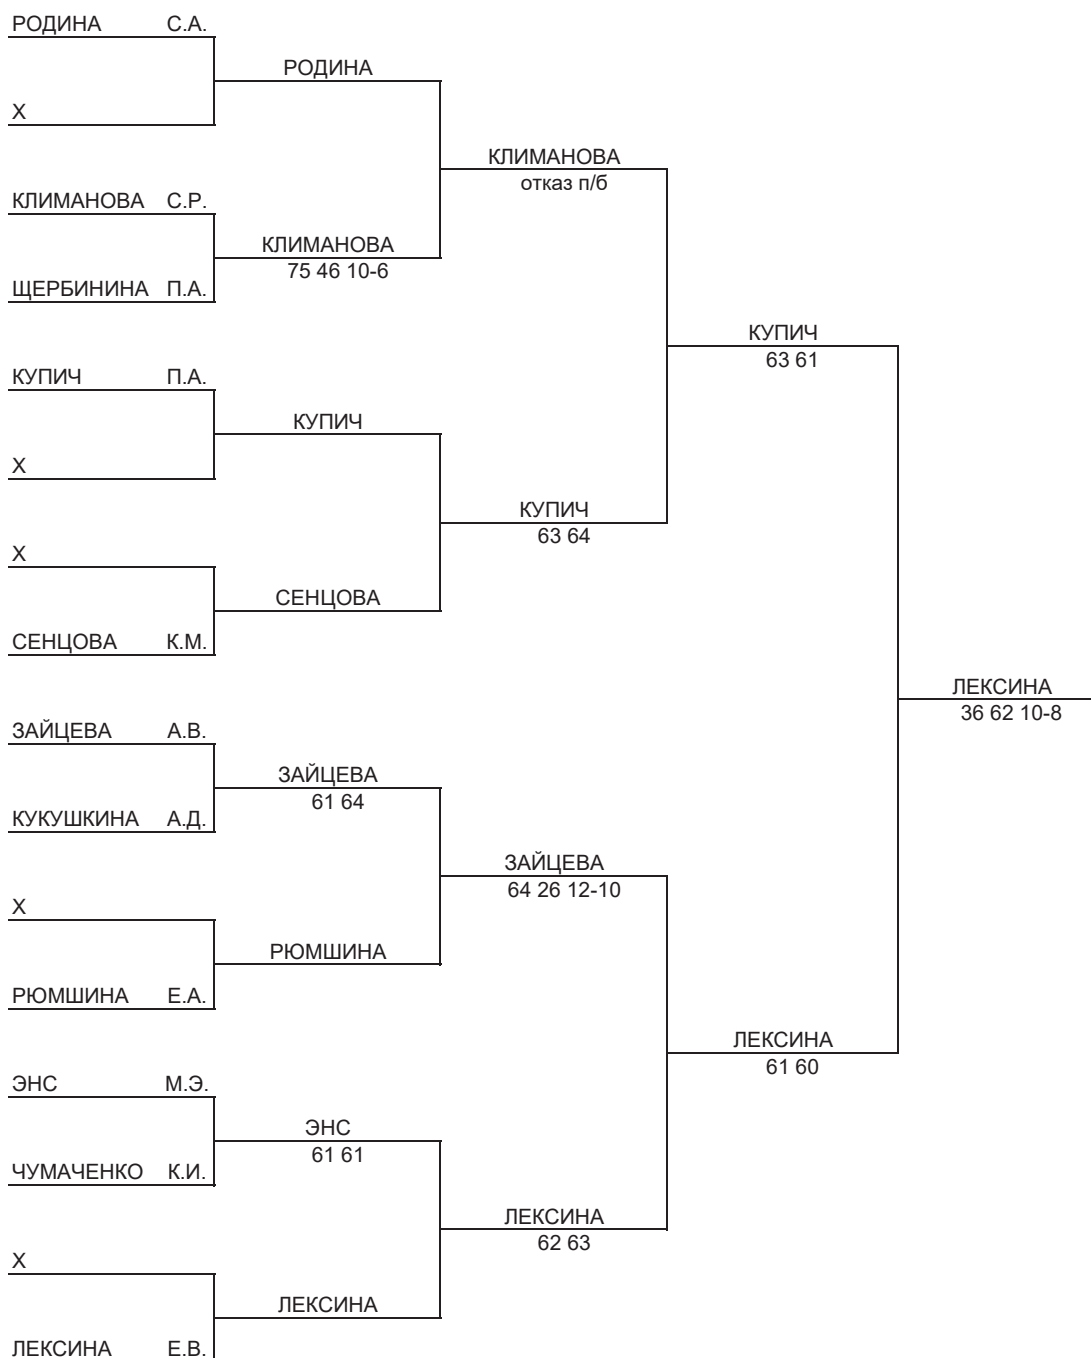 РОДИНА С.А.
РОДИНА
X
КЛИМАНОВА
отказ п/б
КЛИМАНОВА С.Р.
КЛИМАНОВА
75 46 10-6
ЩЕРБИНИНА П.А.
КУПИЧ
63 61
КУПИЧ П.А.
КУПИЧ
X
КУПИЧ
63 64
X
СЕНЦОВА
СЕНЦОВА К.М.
ЛЕКСИНА
36 62 10-8
ЗАЙЦЕВА А.В.
ЗАЙЦЕВА
61 64
КУКУШКИНА А.Д.
ЗАЙЦЕВА
64 26 12-10
X
РЮМШИНА
РЮМШИНА Е.А.
ЛЕКСИНА
61 60
ЭНС М.Э.
ЭНС
61 61
ЧУМАЧЕНКО К.И.
ЛЕКСИНА
62 63
X
ЛЕКСИНА
ЛЕКСИНА Е.В.